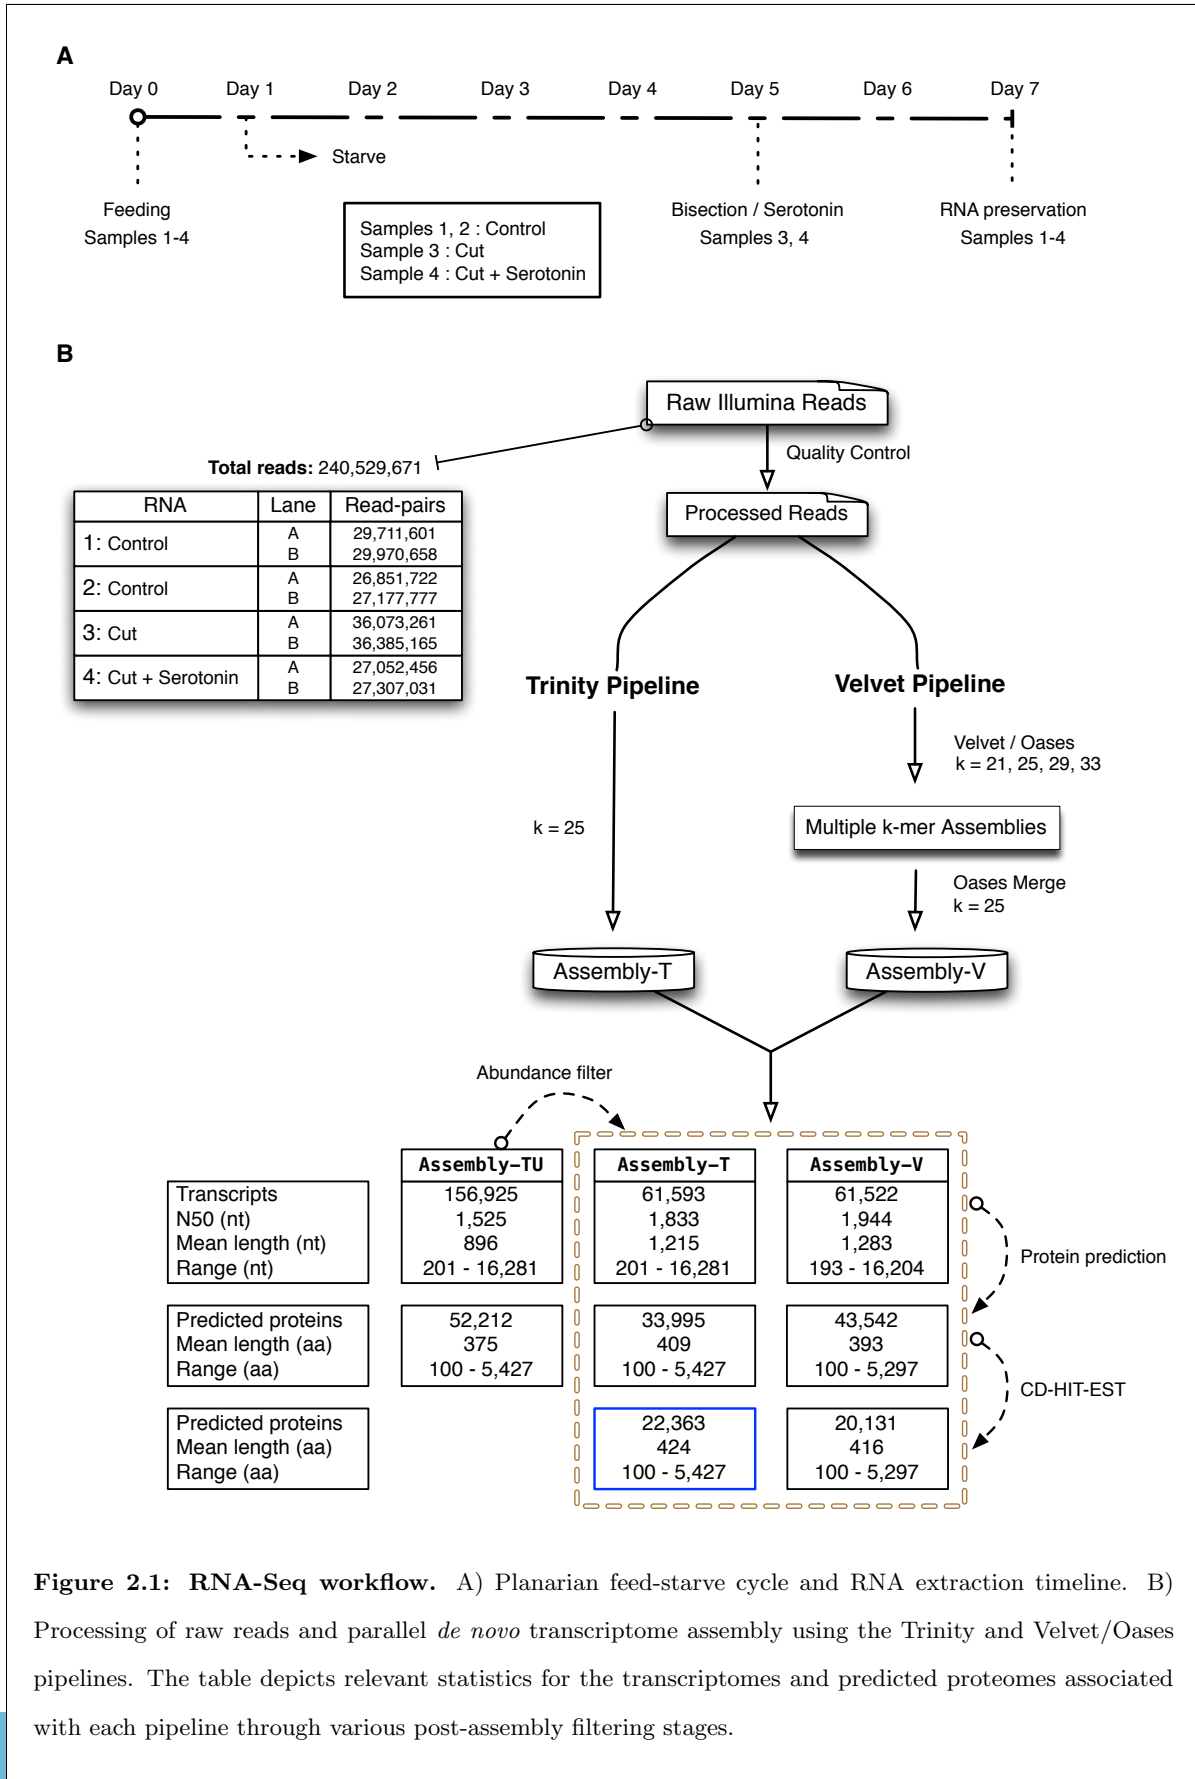 A
Day 0 Day 1 Day 2 Day 3 Day 4 Day 5 Day 6 Day 7
Starve
Feeding
Samples 1-4
Samples 1, 2 : Control
Sample 3 : Cut
Sample 4 : Cut + Serotonin
Bisection / Serotonin
Samples 3, 4
RNA preservation
Samples 1-4
B
Raw Illumina Reads
Quality Control
Processed Reads
Total reads: 240,529,671
RNA Lane Read-pairs
1: Control A 29,711,601
B 29,970,658
2: Control A 26,851,722
B 27,177,777
3: Cut A 36,073,261
B 36,385,165
4: Cut + Serotonin A 27,052,456
B 27,307,031
Trinity Pipeline
Velvet Pipeline
Velvet / Oases
k = 21, 25, 29, 33
k = 25
Multiple k-mer Assemblies
Oases Merge
k = 25
Assembly-T
Assembly-V
Abundance filter
Assembly-TU Assembly-T Assembly-V
Transcripts 156,925 61,593 61,522
N50 (nt) 1,525 1,833 1,944
Mean length (nt) 896 1,215 1,283
Range (nt) 201 - 16,281 201 - 16,281 193 - 16,204
Protein prediction
Predicted proteins 52,212 33,995 43,542
Mean length (aa) 375 409 393
Range (aa) 100 - 5,427 100 - 5,427 100 - 5,297
CD-HIT-EST
Predicted proteins 22,363 20,131
Mean length (aa) 424 416
Range (aa) 100 - 5,427 100 - 5,297
Figure 2.1: RNA-Seq workflow. A) Planarian feed-starve cycle and RNA extraction timeline. B)
Processing of raw reads and parallel de novo transcriptome assembly using the Trinity and Velvet/Oases
pipelines. The table depicts relevant statistics for the transcriptomes and predicted proteomes associated
with each pipeline through various post-assembly filtering stages.